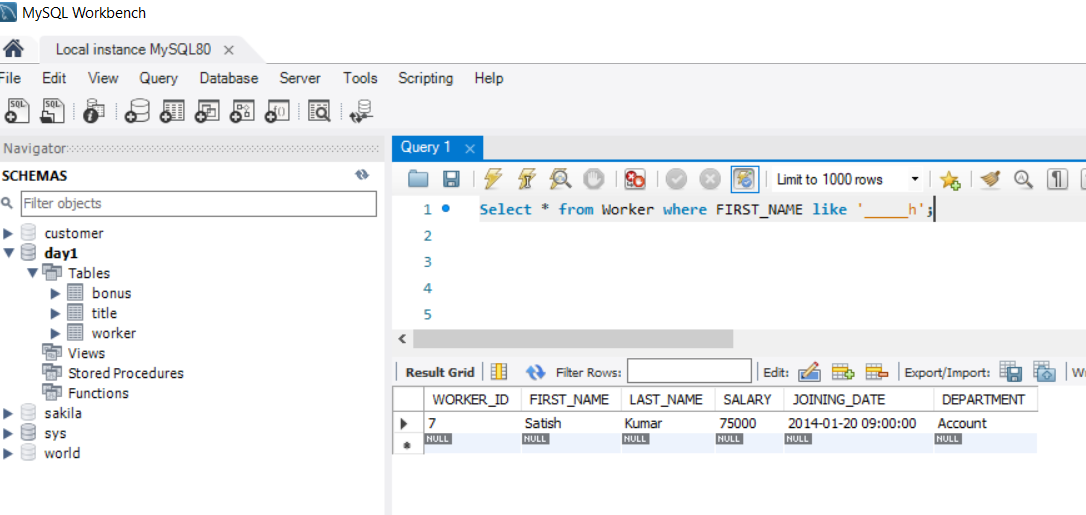 MySQL Workbench
Local instance MySQL80
File Edit View Query Database Server Tools Scripting Help
Navigator
SCHEMAS
Filter objects
customer
day1
Tables
bonus
title
worker
Views
Stored Procedures
Functions
sakila
sys
world
Query 1
Limit to 1000 rows
1 Select * from Worker where FIRST_NAME like '_____h';
2
3
4
5
Result Grid Filter Rows: Edit: Export/Import:
WORKER_ID FIRST_NAME LAST_NAME SALARY JOINING_DATE DEPARTMENT
7 Satish Kumar 75000 2014-01-20 09:00:00 Account
NULL NULL NULL NULL NULL NULL